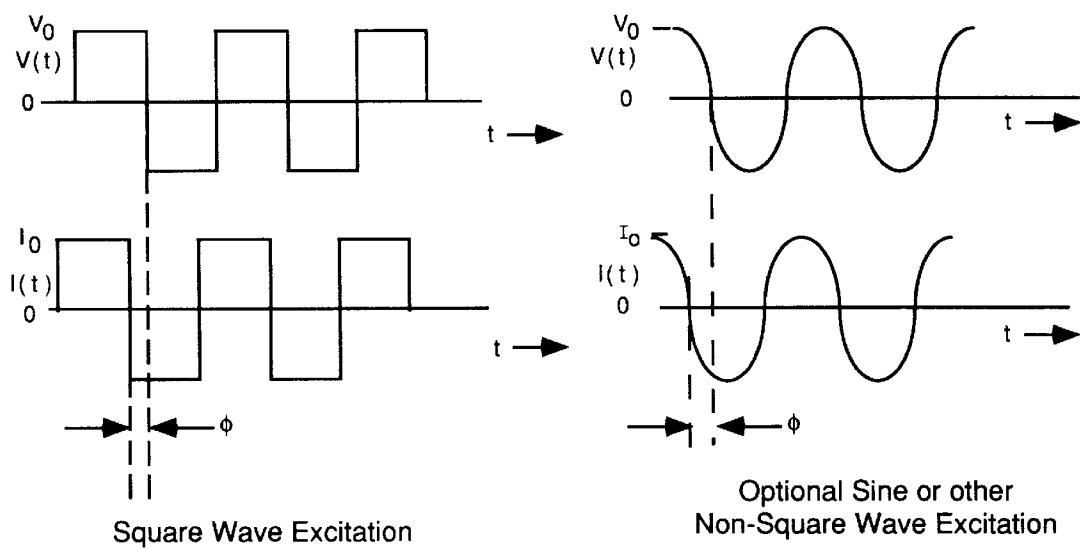 V₀
V(t)
0
t
I₀
I(t)
0
t
ϕ
Square Wave Excitation
V₀
V(t)
0
t
I₀
I(t)
0
t
ϕ
Optional Sine or other
Non-Square Wave Excitation